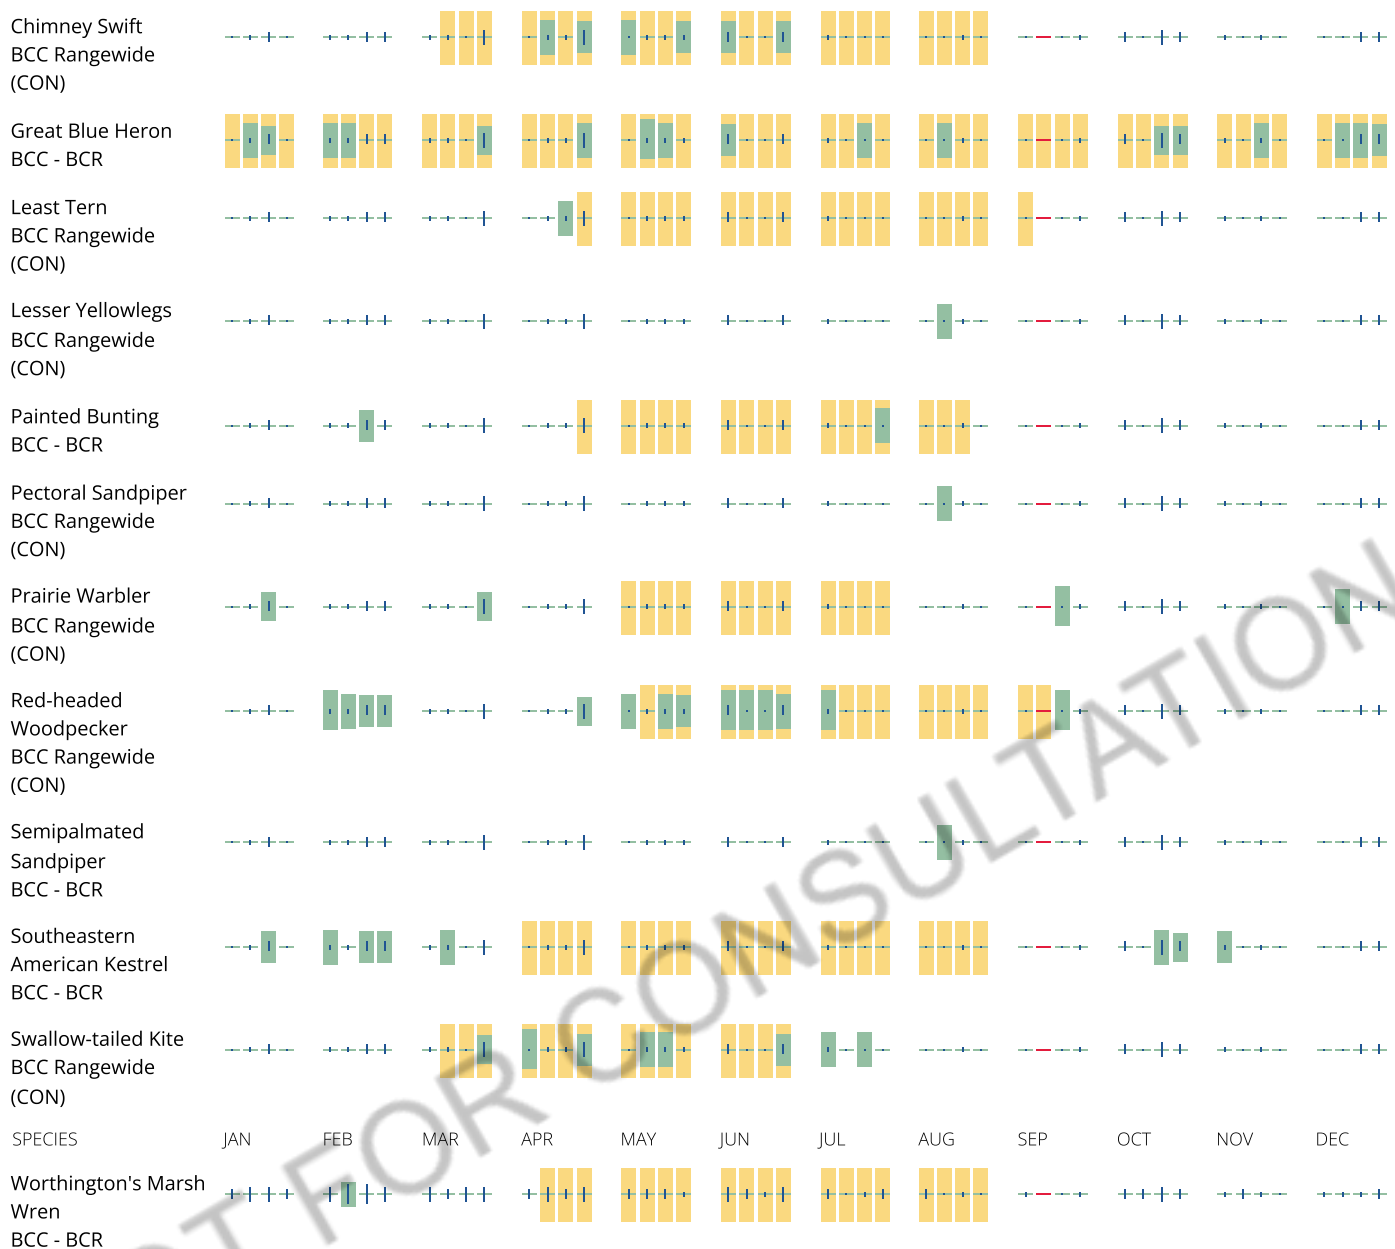 Chimney Swift
BCC Rangewide
(CON)
Great Blue Heron
BCC - BCR
Least Tern
BCC Rangewide
(CON)
Lesser Yellowlegs
BCC Rangewide
(CON)
Painted Bunting
BCC - BCR
Pectoral Sandpiper
BCC Rangewide
(CON)
Prairie Warbler
BCC Rangewide
(CON)
Red-headed
Woodpecker
BCC Rangewide
(CON)
Semipalmated
Sandpiper
BCC - BCR
Southeastern
American Kestrel
BCC - BCR
Swallow-tailed Kite
BCC Rangewide
(CON)
SPECIES JAN FEB MAR APR MAY JUN JUL AUG SEP OCT NOV DEC
Worthington's Marsh
Wren
BCC - BCR
T FOR CONSULTATION